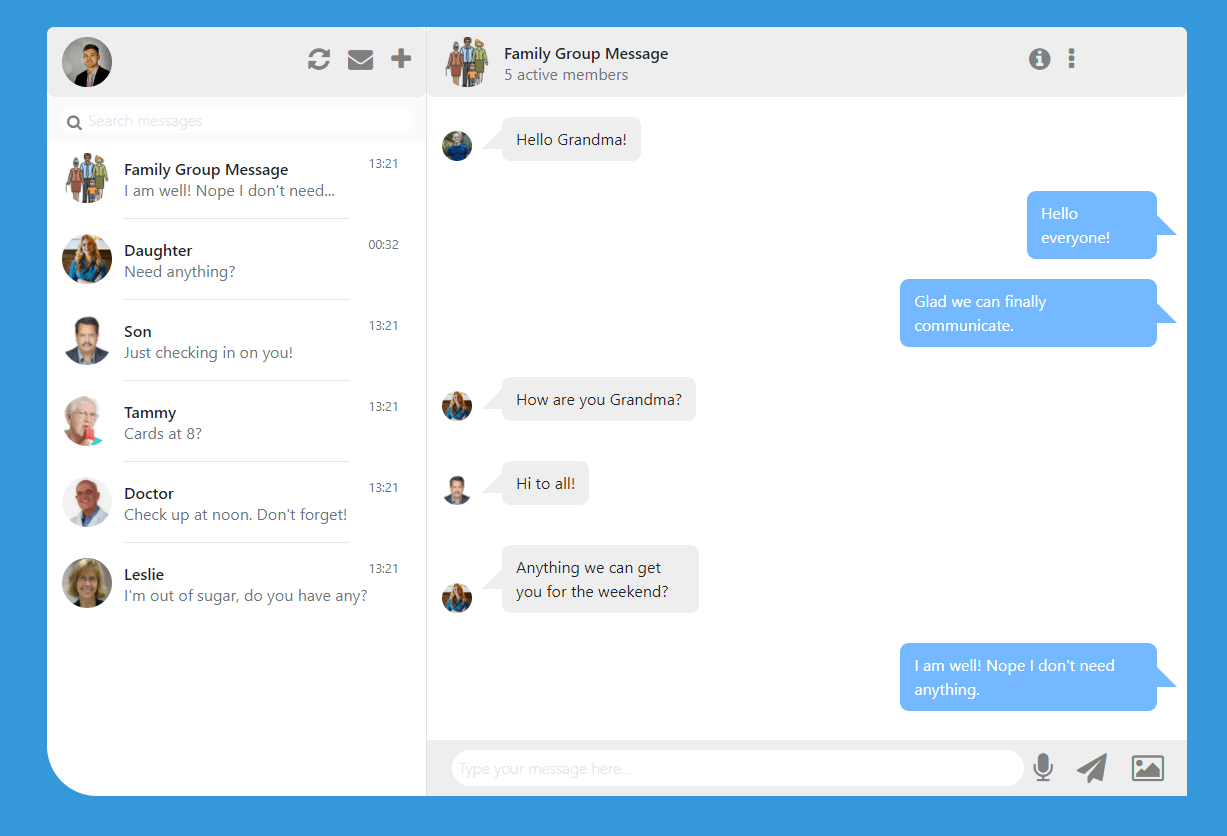 Search messages
Family Group Message
13:21
I am well! Nope I don't need...
Daughter
00:32
Need anything?
Son
13:21
Just checking in on you!
Tammy
13:21
Cards at 8?
Doctor
13:21
Check up at noon. Don't forget!
Leslie
13:21
I'm out of sugar, do you have any?
Family Group Message
5 active members
Hello Grandma!
Hello
everyone!
Glad we can finally
communicate.
How are you Grandma?
Hi to all!
Anything we can get
you for the weekend?
I am well! Nope I don't need
anything.
Type your message here...